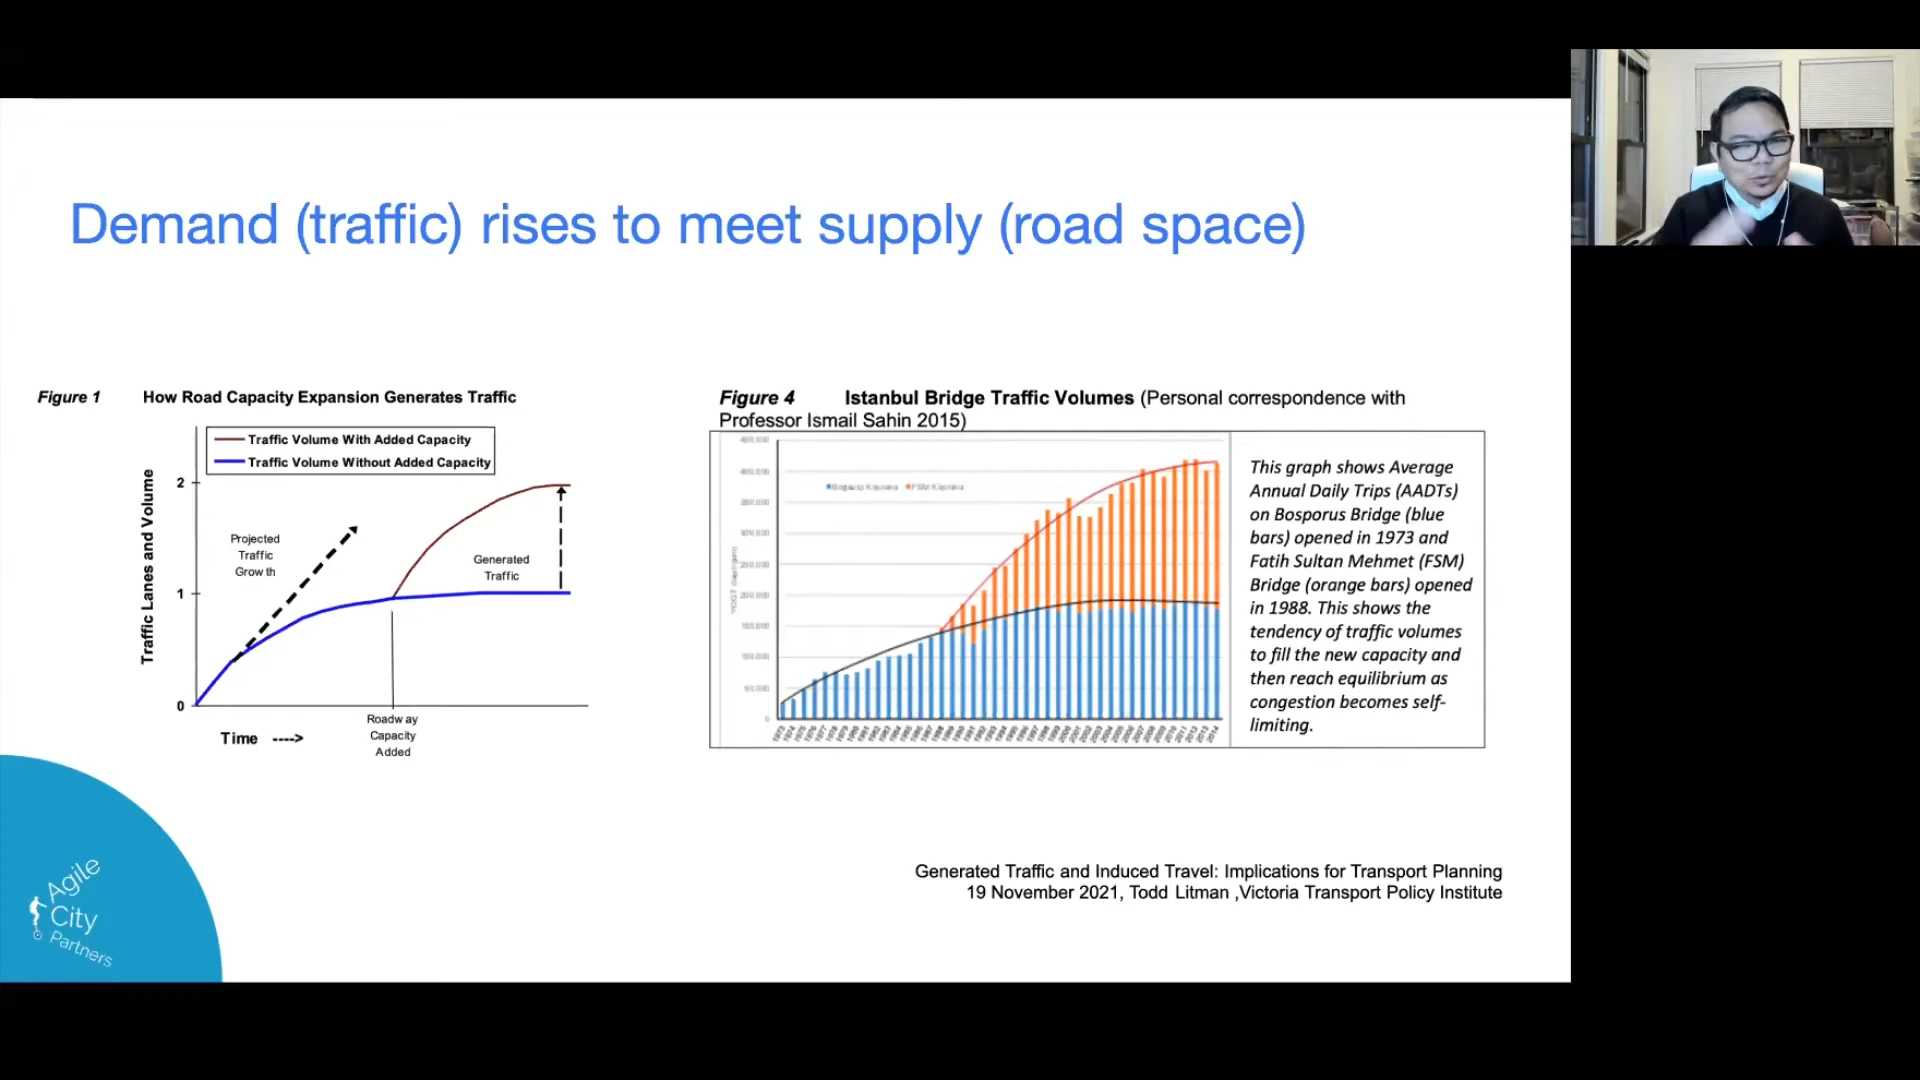 Demand (traffic) rises to meet supply (road space)
Figure 1 How Road Capacity Expansion Generates Traffic
Traffic Volume With Added Capacity
Traffic Volume Without Added Capacity
Traffic Lanes and Volume
2
1
0
Projected
Traffic
Grow th
Generated
Traffic
Time ---->
Roadw ay
Capacity
Added
Figure 4 Istanbul Bridge Traffic Volumes (Personal correspondence with
Professor Ismail Sahin 2015)
This graph shows Average
Annual Daily Trips (AADTs)
on Bosporus Bridge (blue
bars) opened in 1973 and
Fatih Sultan Mehmet (FSM)
Bridge (orange bars) opened
in 1988. This shows the
tendency of traffic volumes
to fill the new capacity and
then reach equilibrium as
congestion becomes self-
limiting.
Generated Traffic and Induced Travel: Implications for Transport Planning
19 November 2021, Todd Litman ,Victoria Transport Policy Institute
Agile
City
Partners